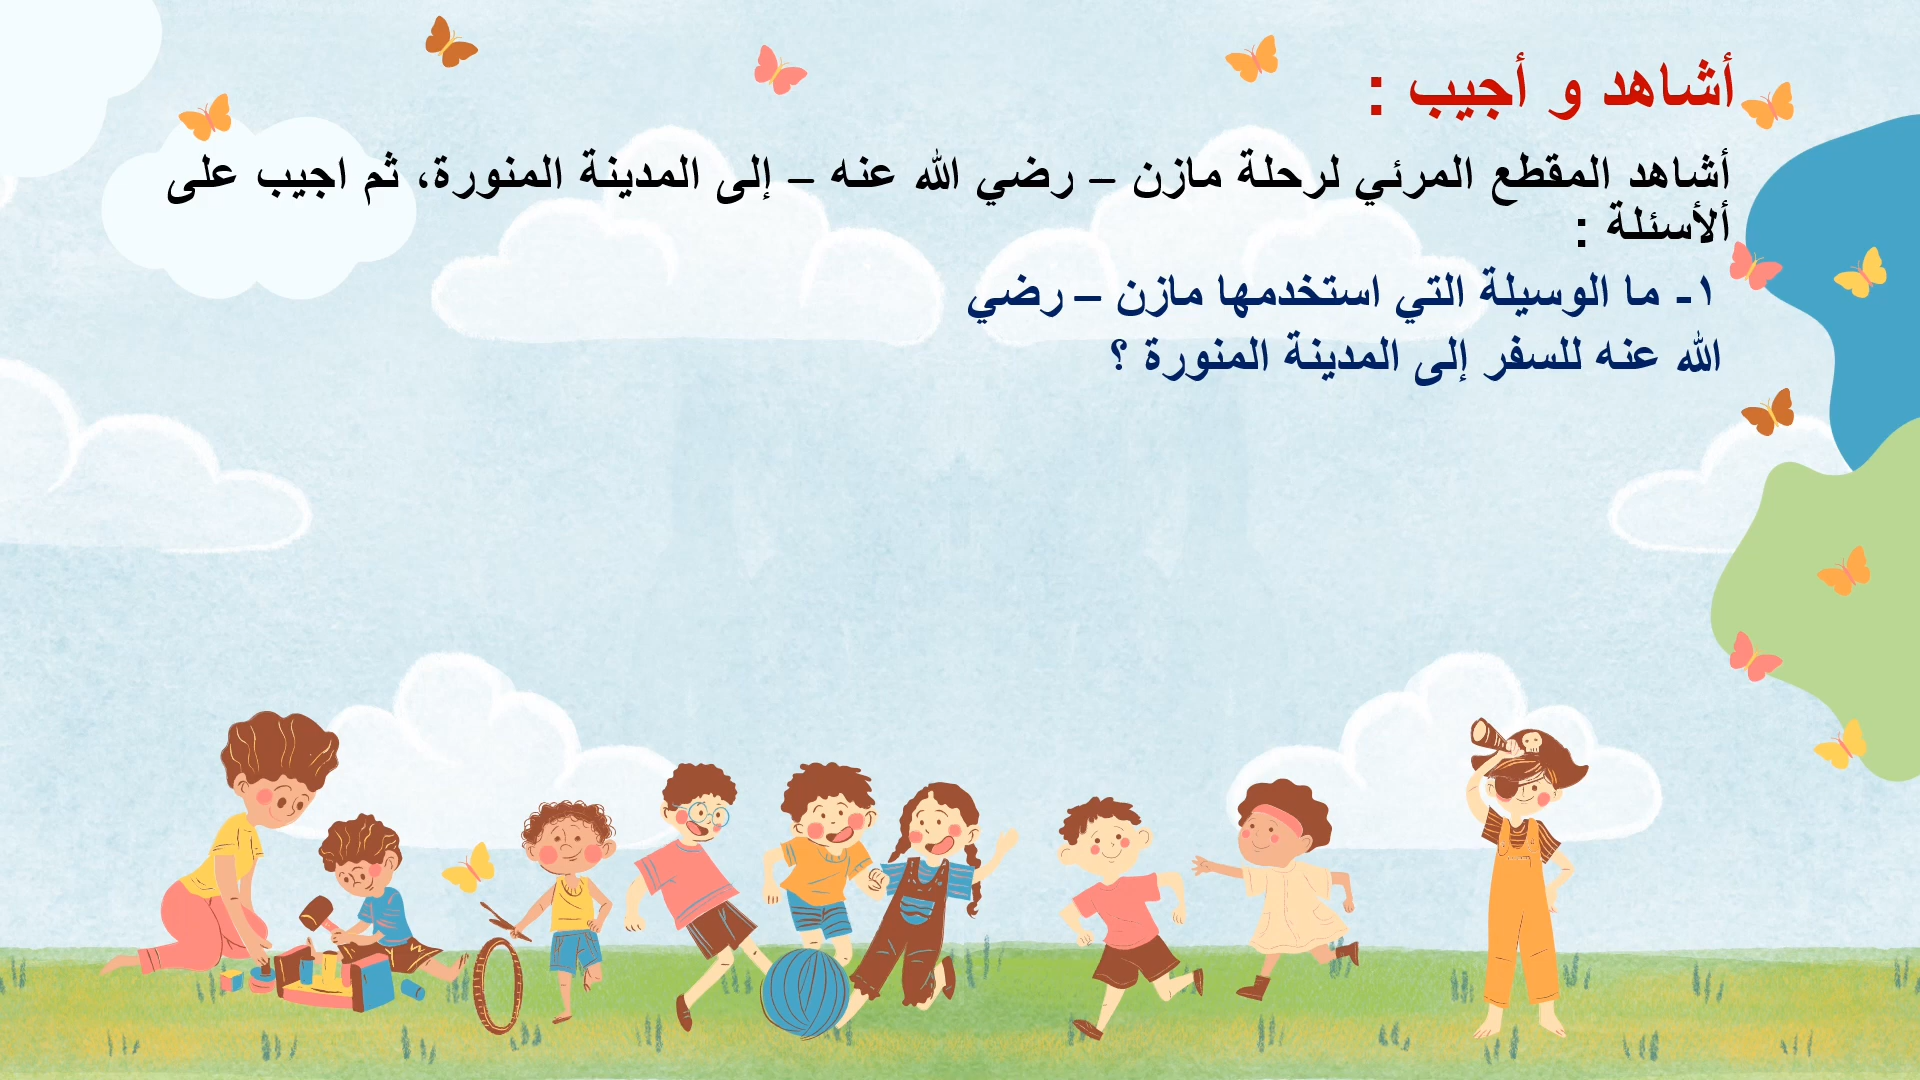 أشاهد و أجيب :
أشاهد المقطع المرئي لرحلة مازن – رضي الله عنه – إلى المدينة المنورة، ثم اجيب على
ألأسئلة :
١- ما الوسيلة التي استخدمها مازن – رضي
الله عنه للسفر إلى المدينة المنورة ؟